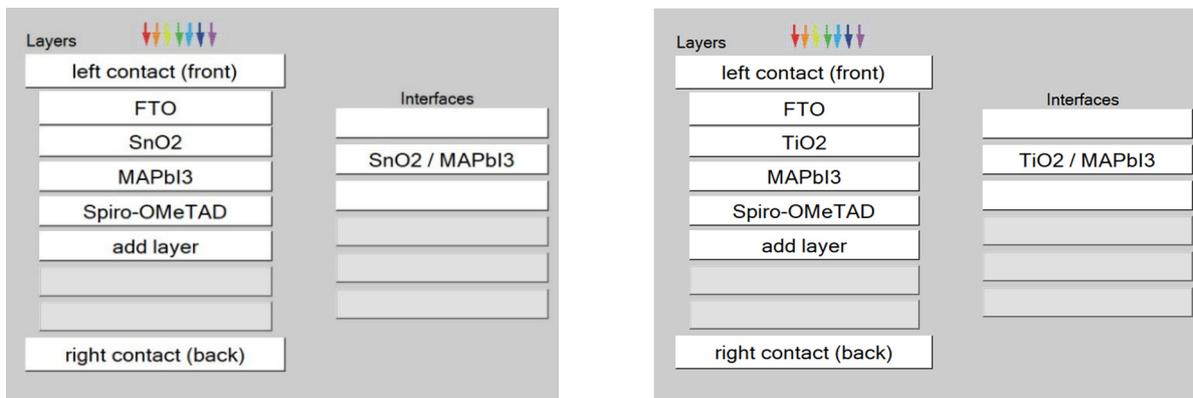 Layers
left contact (front)
FTO
SnO2
MAPbI3
Spiro-OMeTAD
add layer
right contact (back)
Interfaces
SnO2 / MAPbI3
Layers
left contact (front)
FTO
TiO2
MAPbI3
Spiro-OMeTAD
add layer
right contact (back)
Interfaces
TiO2 / MAPbI3